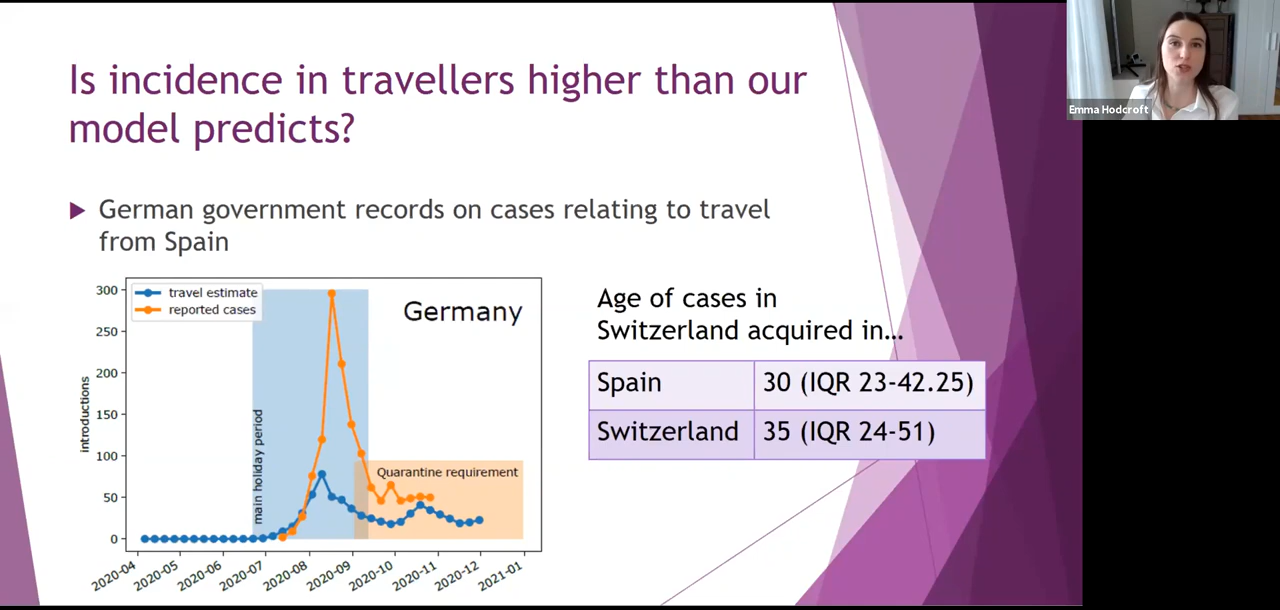 Is incidence in travellers higher than our
model predicts?
Emma Hodcroft
German government records on cases relating to travel
from Spain
travel estimate
reported cases
Germany
300
250
200
150
100
50
0
introductions
main holiday period
Quarantine requirement
2020-04
2020-05
2020-06
2020-07
2020-08
2020-09
2020-10
2020-11
2020-12
2021-01
Age of cases in
Switzerland acquired in…
Spain 30 (IQR 23-42.25)
Switzerland 35 (IQR 24-51)